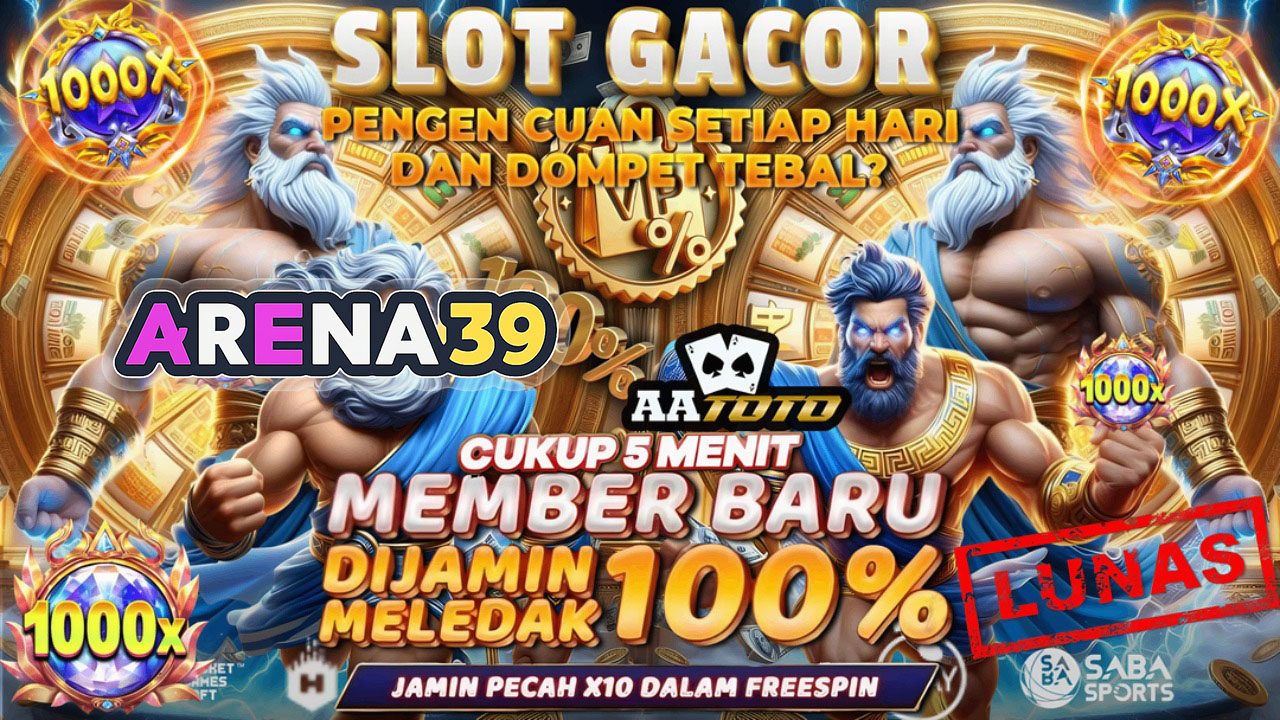 SLOT GACOR
1000X
1000X
PENGEN CUAN SETIAP HARI
DAN DOMPET TEBAL?
VIP
%
ARENA39
AATOTO
1000x
CUKUP 5 MENIT
MEMBER BARU
DIJAMIN
MELEDAK
100%
LUNAS
1000x
JAMIN PECAH X10 DALAM FREESPIN
SABA
SPORTS